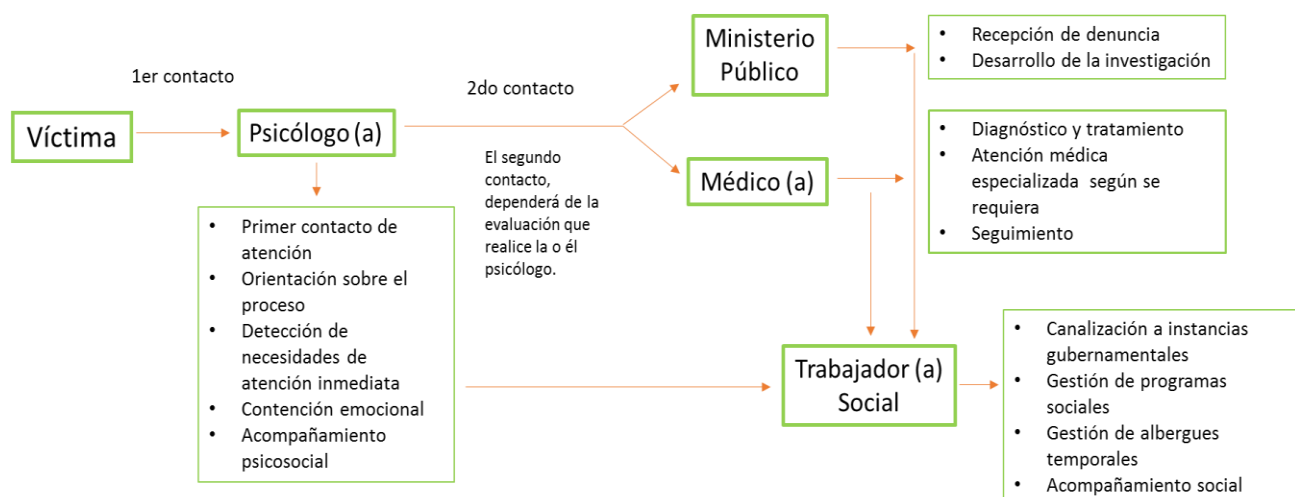 1er contacto
Víctima
Psicólogo (a)
• Primer contacto de
atención
• Orientación sobre el
proceso
• Detección de
necesidades de
atención inmediata
• Contención emocional
• Acompañamiento
psicosocial
2do contacto
El segundo
contacto,
dependerá de la
evaluación que
realice la o él
psicólogo.
Ministerio
Público
• Recepción de denuncia
• Desarrollo de la investigación
Médico (a)
• Diagnóstico y tratamiento
• Atención médica
especializada según se
requiera
• Seguimiento
Trabajador (a)
Social
• Canalización a instancias
gubernamentales
• Gestión de programas
sociales
• Gestión de albergues
temporales
• Acompañamiento social